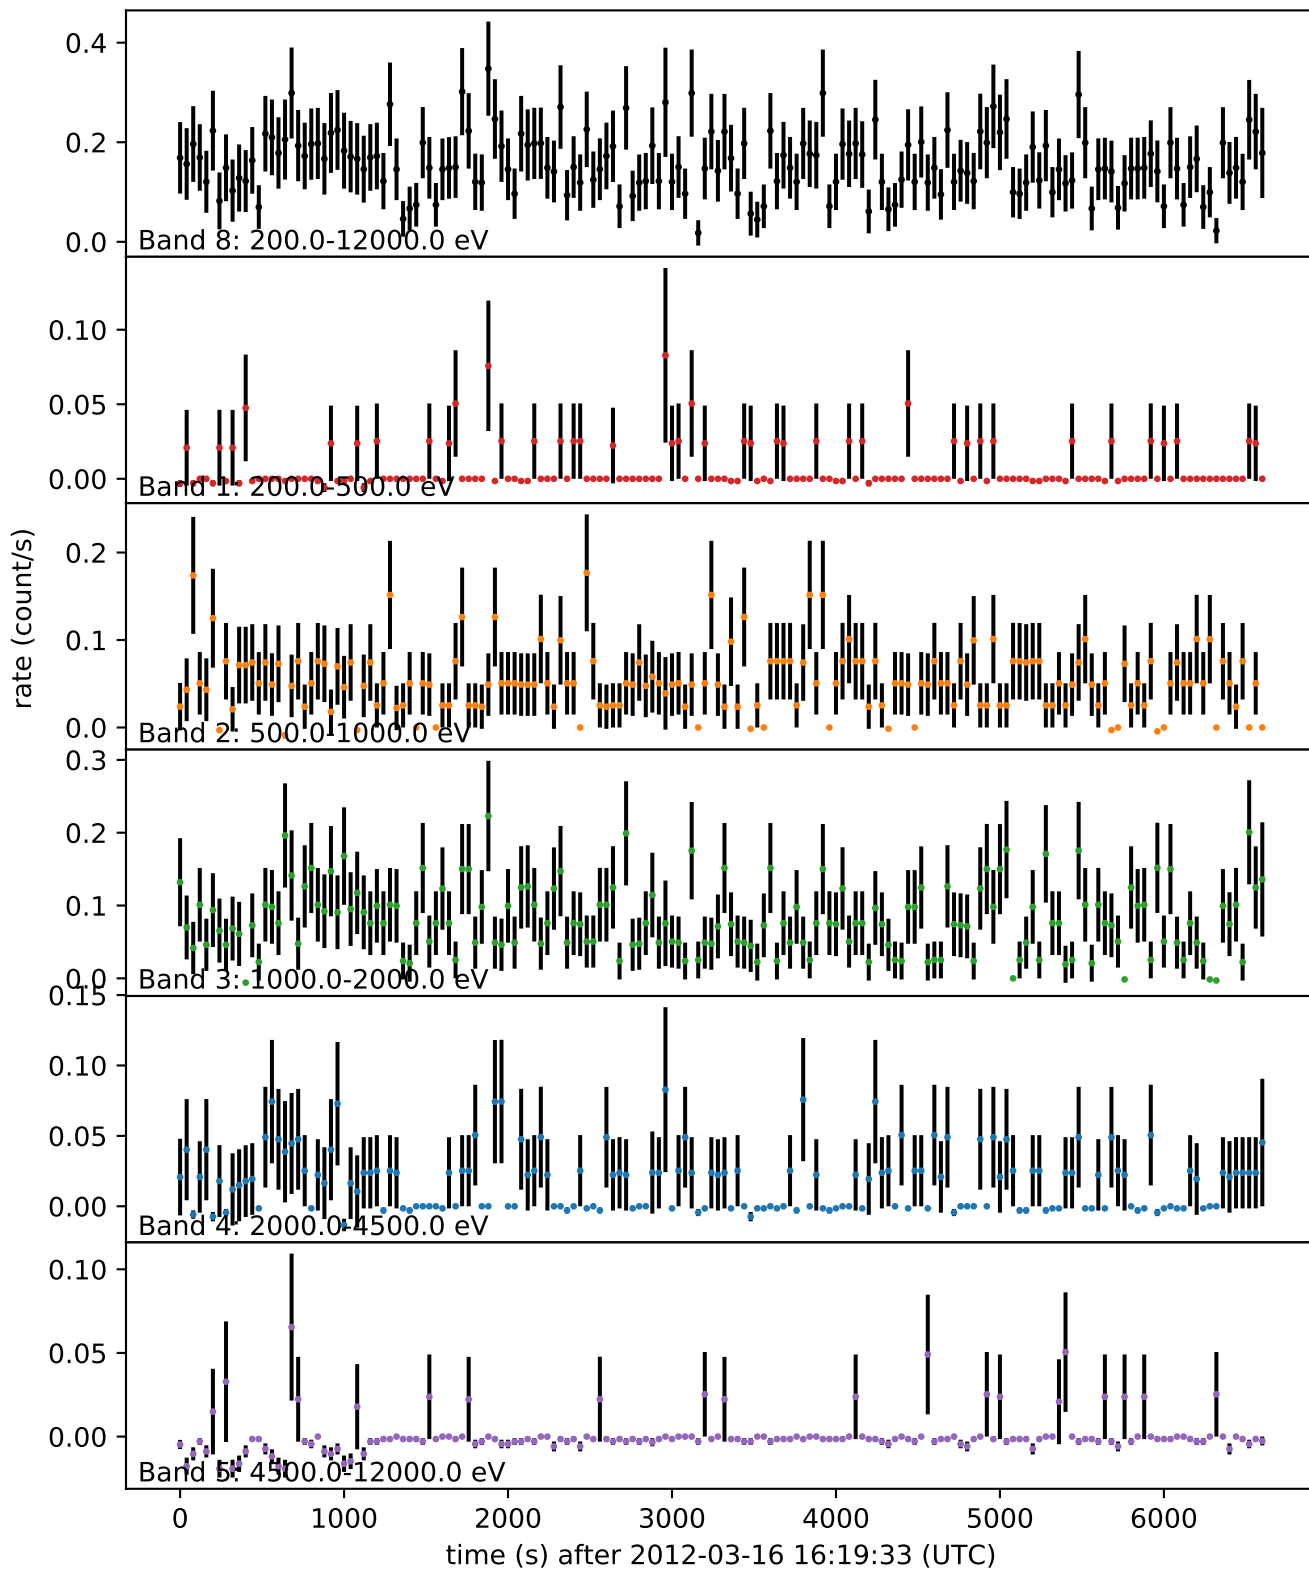 0.4
0.2
0.0
Band 8: 200.0-12000.0 eV
0.10
0.05
0.00
Band 1: 200.0-500.0 eV
rate (count/s)
0.2
0.1
0.0
Band 2: 500.0-1000.0 eV
0.3
0.2
0.1
0.0
Band 3: 1000.0-2000.0 eV
0.15
0.10
0.05
0.00
Band 4: 2000.0-4500.0 eV
0.10
0.05
0.00
Band 5: 4500.0-12000.0 eV
0 1000 2000 3000 4000 5000 6000
time (s) after 2012-03-16 16:19:33 (UTC)